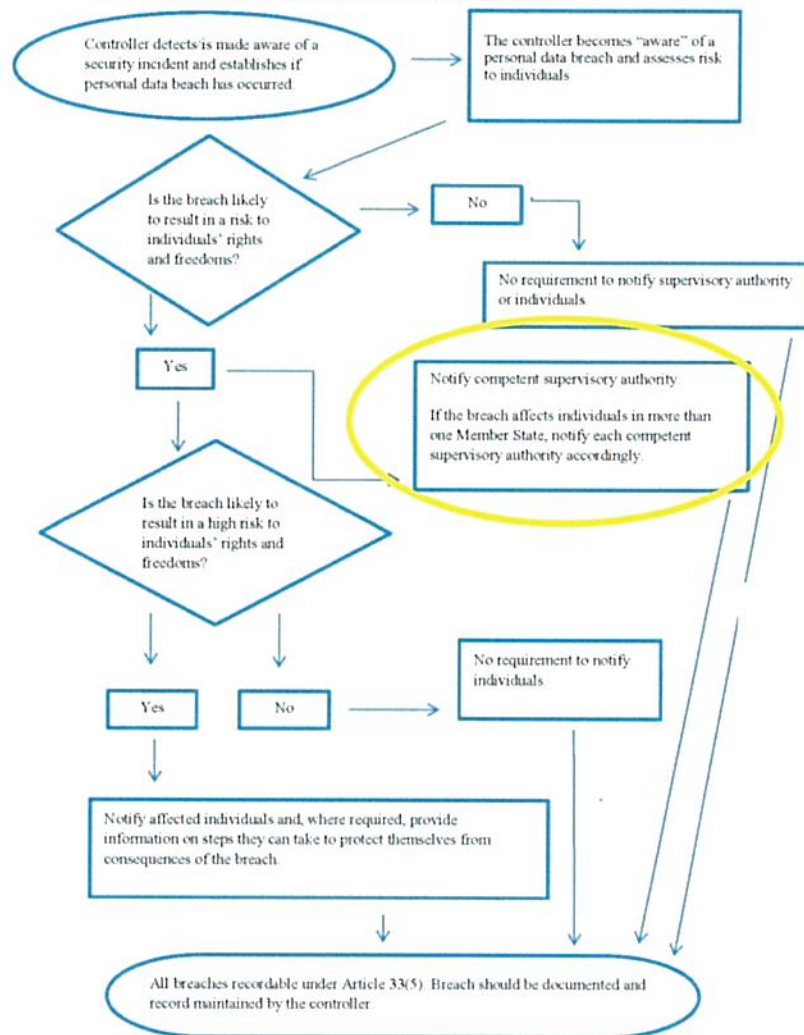 Controller detects/is made aware of a
security incident and establishes if
personal data beach has occurred.
The controller becomes “aware” of a
personal data breach and assesses risk
to individuals
Is the breach likely
to result in a risk to
individuals’ rights
and freedoms?
No
No requirement to notify supervisory authority
or individuals
Yes
Notify competent supervisory authority
If the breach affects individuals in more than
one Member State, notify each competent
supervisory authority accordingly.
Is the breach likely to
result in a high risk to
individuals’ rights and
freedoms?
No requirement to notify
individuals
Yes
No
Notify affected individuals and, where required, provide
information on steps they can take to protect themselves from
consequences of the breach.
All breaches recordable under Article 33(5). Breach should be documented and
record maintained by the controller.